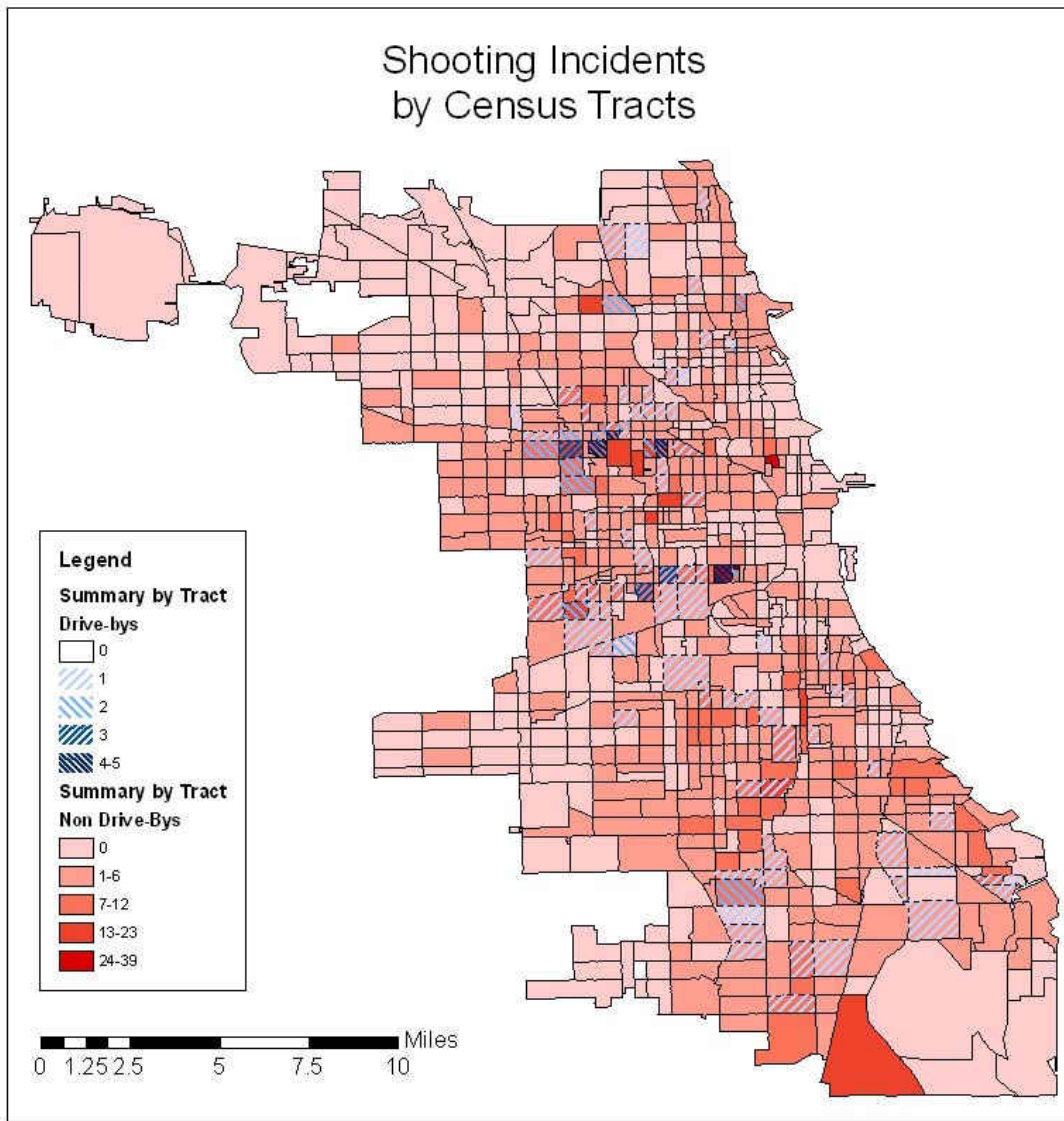 Shooting Incidents
by Census Tracts
Legend
Summary by Tract
Drive-bys
0
1
2
3
4-5
Summary by Tract
Non Drive-Bys
0
1-6
7-12
13-23
24-39
Miles
0 1.25 2.5 5 7.5 10